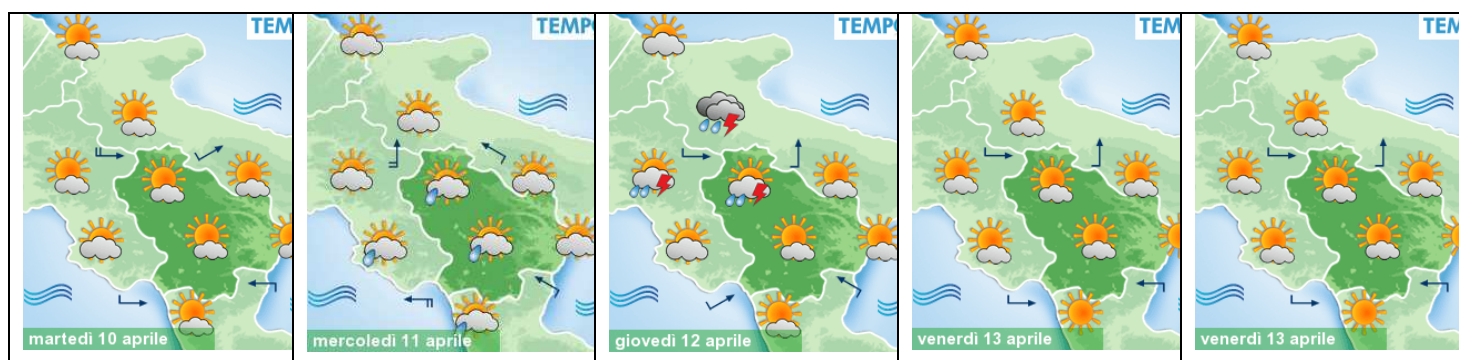 TEM
TEMPO
TEMPO
TEM
TEM
martedì 10 aprile
mercoledì 11 aprile
giovedì 12 aprile
venerdì 13 aprile
venerdì 13 aprile